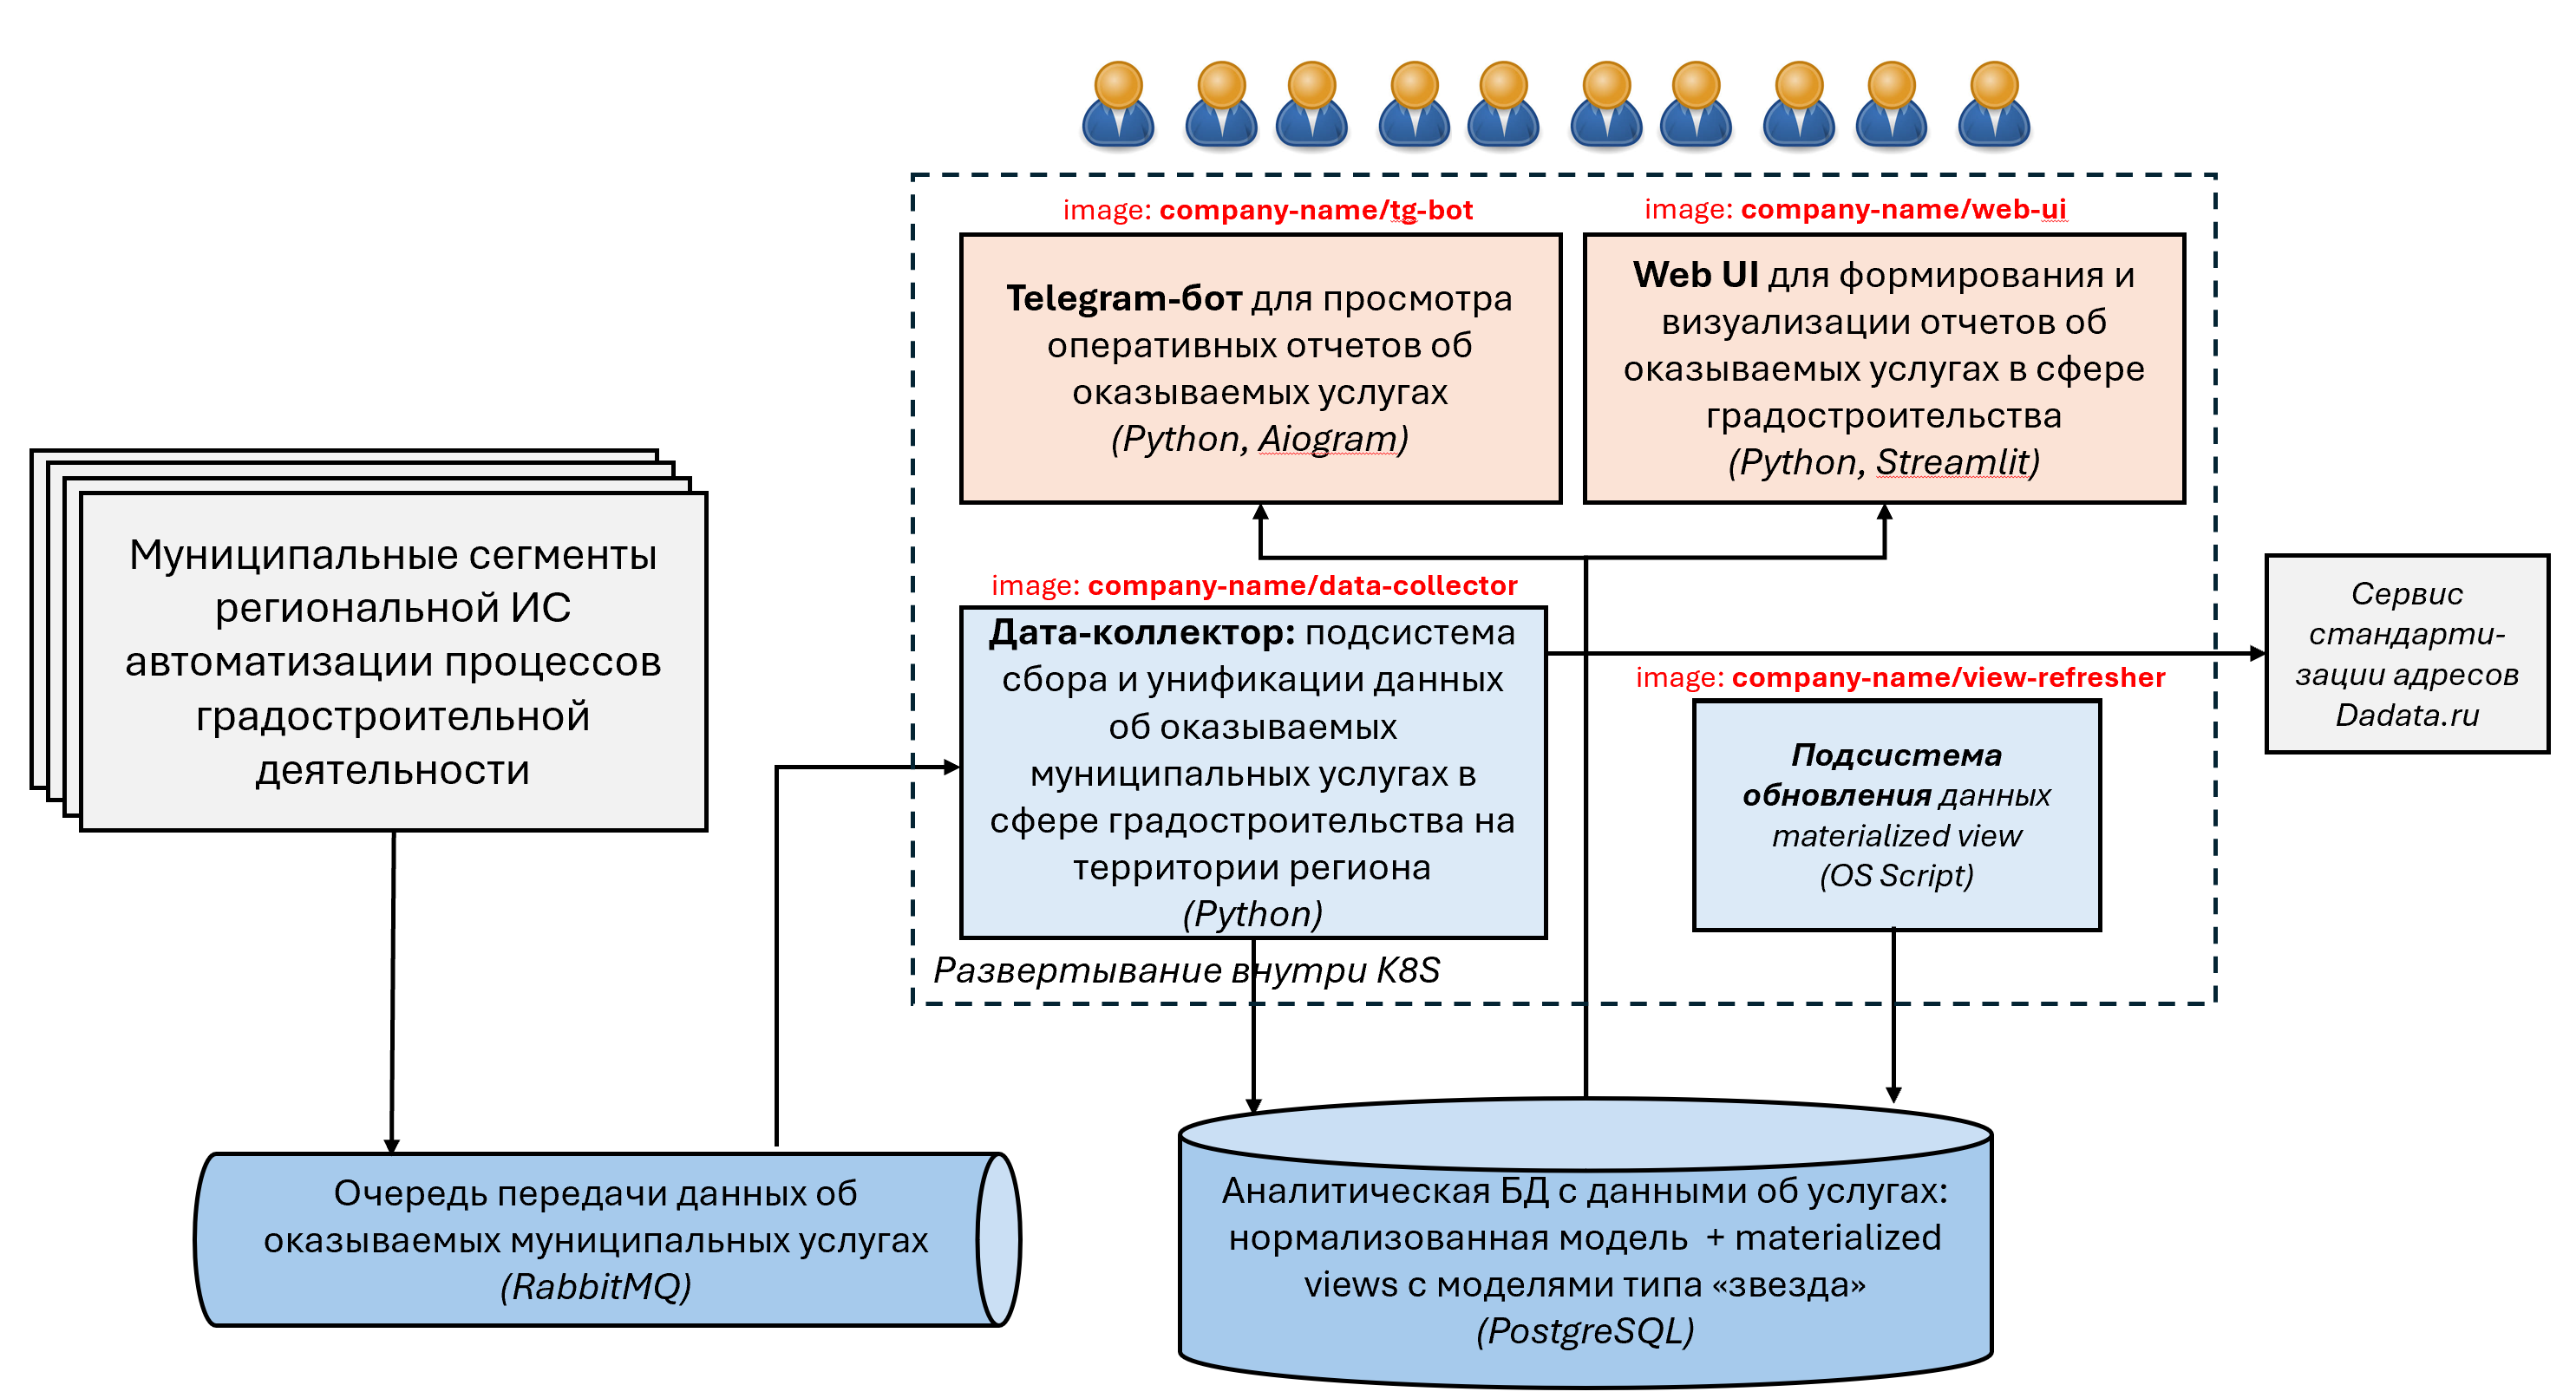 image: company-name/tg-bot
Telegram-бот для просмотра
оперативных отчетов об
оказываемых услугах
(Python, Aiogram)
image: company-name/web-ui
Web UI для формирования и
визуализации отчетов об
оказываемых услугах в сфере
градостроительства
(Python, Streamlit)
Муниципальные сегменты
региональной ИС
автоматизации процессов
градостроительной
деятельности
image: company-name/data-collector
Дата-коллектор: подсистема
сбора и унификации данных
об оказываемых
муниципальных услугах в
сфере градостроительства на
территории региона
(Python)
image: company-name/view-refresher
Подсистема
обновления данных
materialized view
(OS Script)
Сервис
стандарти-
зации адресов
Dadata.ru
Развертывание внутри K8S
Очередь передачи данных об
оказываемых муниципальных услугах
(RabbitMQ)
Аналитическая БД с данными об услугах:
нормализованная модель + materialized
views с моделями типа «звезда»
(PostgreSQL)